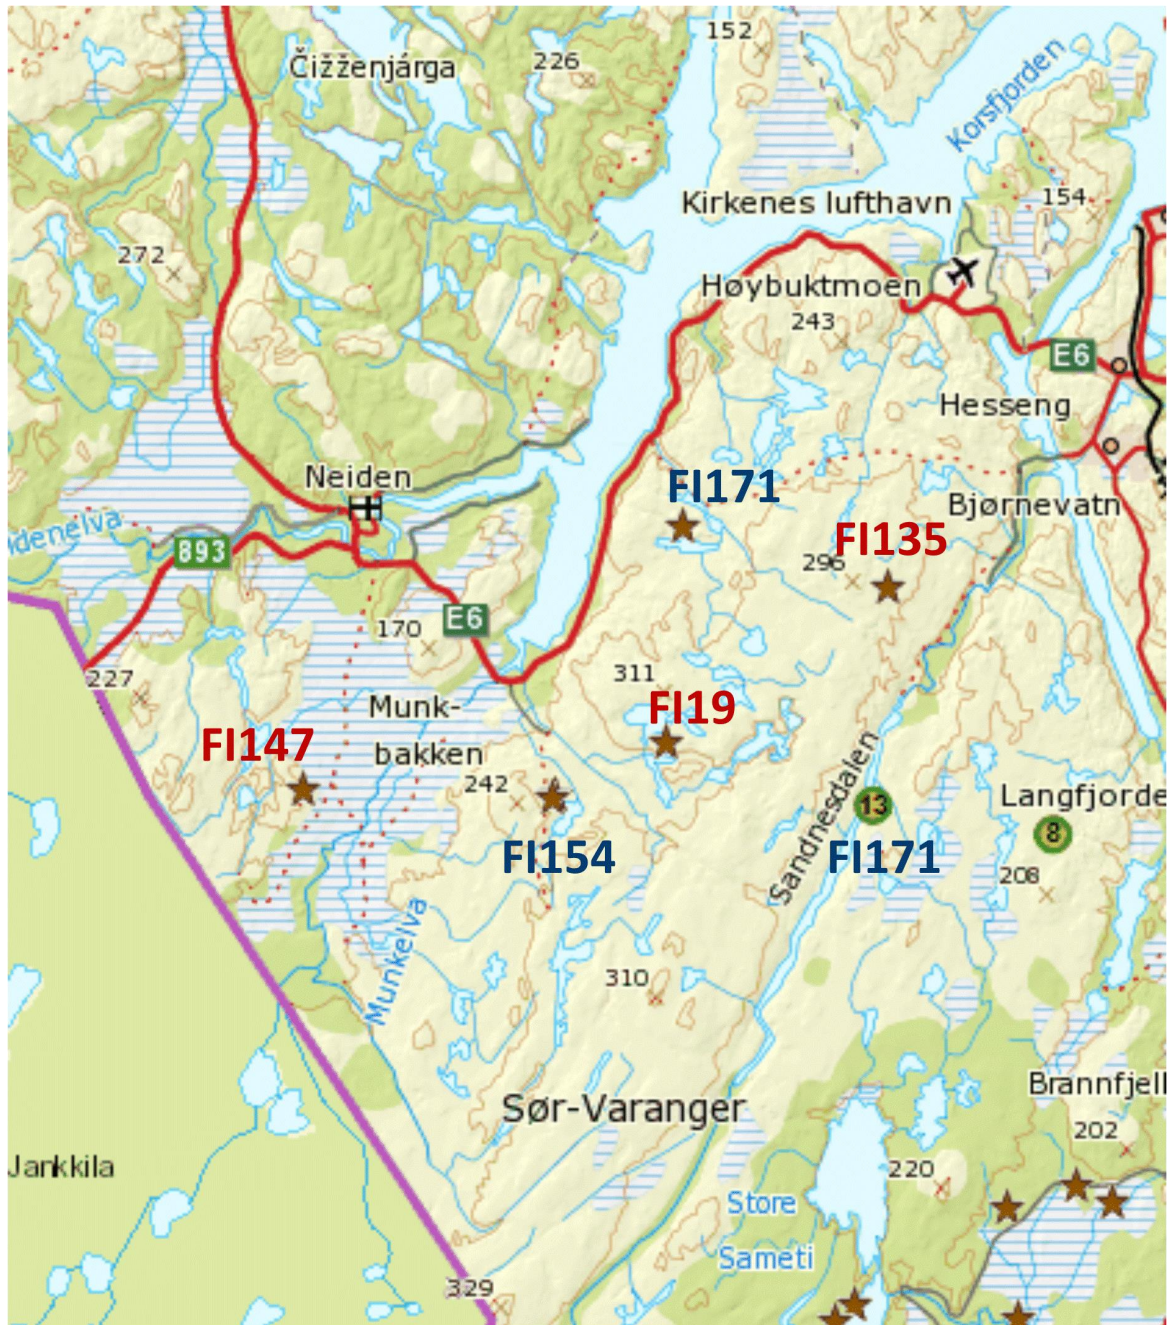 152
Čižženjárga
226
Korsfjorden
154
Kirkenes lufthavn
272
Høybuktmoen
243
E6
Hesseng
Neiden
FI171
Bjørnevatn
denelva
893
FI135
296
E6
170
311
227
FI19
Munk-
bakken
FI147
242
Sandnesdalen
13
Langfjorde
8
FI154
FI171
208
Munkelva
310
Brannfjell
Sør-Varanger
202
Jankkila
220
Store
Sameti
329